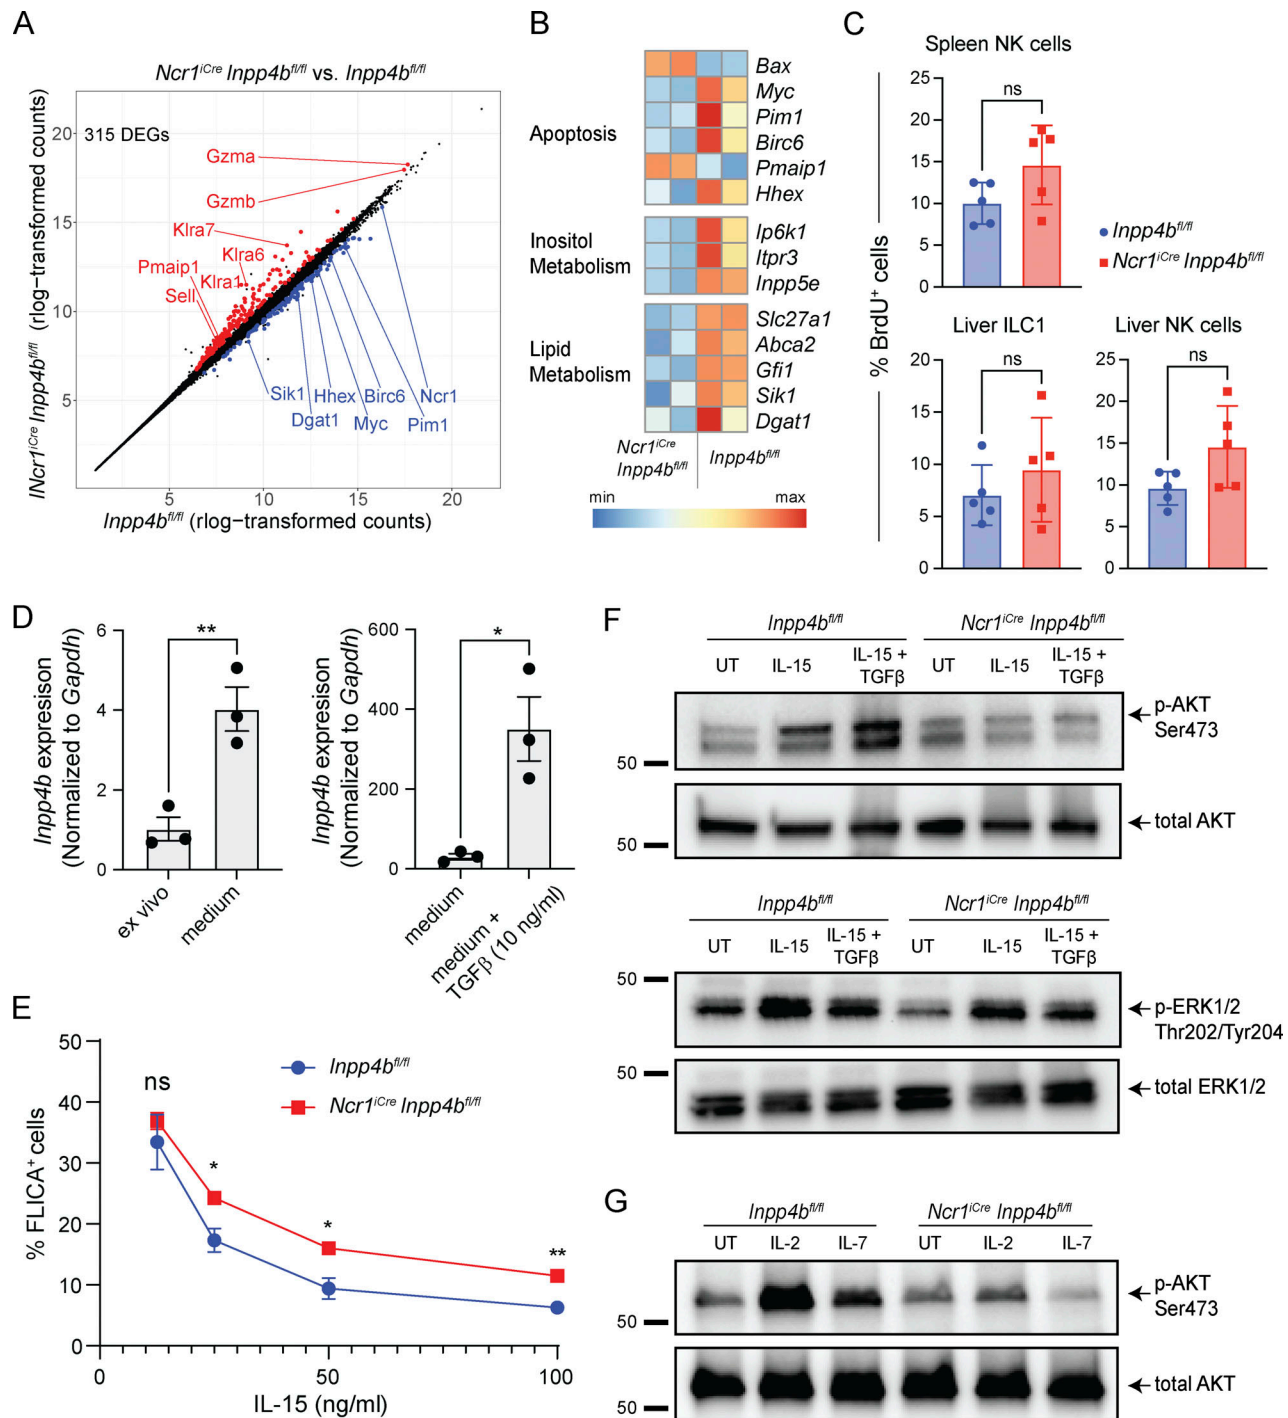 A
Ncr1iCre Inpp4bfl/fl vs. Inpp4bfl/fl
315 DEGs
Gzma
Gzmb
Klra7
Klra6
Pmaip1
Klra1
Sell
Sik1
Hhex
Birc6
Ncr1
Dgat1
Myc
Pim1
20
15
10
5
5
10
15
20
INcr1iCre Inpp4bfl/fl (rlog−transformed counts)
Inpp4bfl/fl (rlog−transformed counts)
B
Apoptosis
Bax
Myc
Pim1
Birc6
Pmaip1
Hhex
Inositol
Metabolism
Ip6k1
Itpr3
Inpp5e
Lipid
Metabolism
Slc27a1
Abca2
Gfi1
Sik1
Dgat1
Ncr1iCre
Inpp4bfl/fl
Inpp4bfl/fl
min
max
C
Spleen NK cells
ns
25
20
15
10
5
0
Inpp4bfl/fl
Ncr1iCre Inpp4bfl/fl
% BrdU+ cells
Liver ILC1
ns
20
15
10
5
0
Liver NK cells
ns
25
20
15
10
5
0
D
Inpp4b expresison
(Normalized to Gapdh)
6
4
2
0
**
ex vivo
medium
Inpp4b expresison
(Normalized to Gapdh)
600
400
200
0
*
medium
medium +
TGFβ (10 ng/ml)
E
% FLICA+ cells
50
40
30
20
10
0
ns
*
*
**
Inpp4bfl/fl
Ncr1iCre Inpp4bfl/fl
0
50
100
IL-15 (ng/ml)
F
Inpp4bfl/fl
Ncr1iCre Inpp4bfl/fl
UT
IL-15
IL-15 +
TGFβ
UT
IL-15
IL-15 +
TGFβ
50
p-AKT
Ser473
50
total AKT
Inpp4bfl/fl
Ncr1iCre Inpp4bfl/fl
UT
IL-15
IL-15 +
TGFβ
UT
IL-15
IL-15 +
TGFβ
50
p-ERK1/2
Thr202/Tyr204
50
total ERK1/2
G
Inpp4bfl/fl
Ncr1iCre Inpp4bfl/fl
UT
IL-2
IL-7
UT
IL-2
IL-7
50
p-AKT
Ser473
50
total AKT